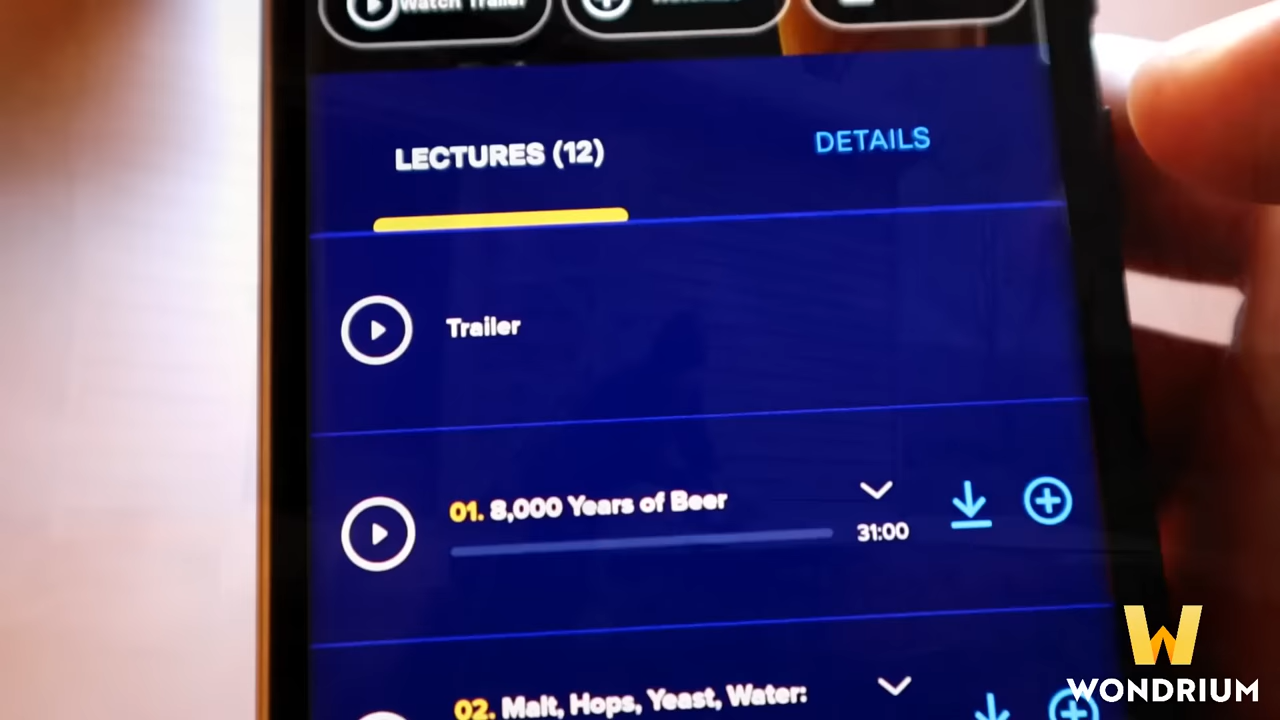 Watch Trailer
LECTURES (12)
DETAILS
Trailer
01. 8,000 Years of Beer
31:00
02. Malt, Hops, Yeast, Water:
WONDRIUM